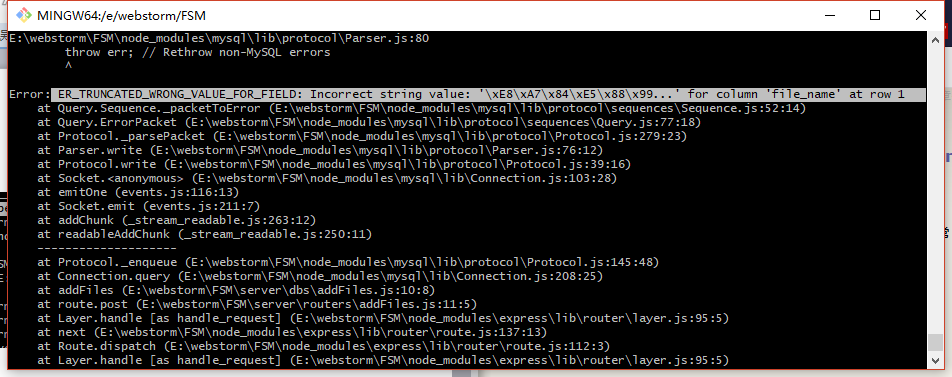 MINGW64:/e/webstorm/FSM
E:\webstorm\FSM\node_modules\mysql\lib\protocol\Parser.js:80
throw err; // Rethrow non-MySQL errors
^
Error: ER_TRUNCATED_WRONG_VALUE_FOR_FIELD: Incorrect string value: '\xE8\xA7\x84\xE5\x88\x99...' for column 'file_name' at row 1
at Query.Sequence._packetToError (E:\webstorm\FSM\node_modules\mysql\lib\protocol\sequences\Sequence.js:52:14)
at Query.ErrorPacket (E:\webstorm\FSM\node_modules\mysql\lib\protocol\sequences\Query.js:77:18)
at Protocol._parsePacket (E:\webstorm\FSM\node_modules\mysql\lib\protocol\Protocol.js:279:23)
at Parser.write (E:\webstorm\FSM\node_modules\mysql\lib\protocol\Parser.js:76:12)
at Protocol.write (E:\webstorm\FSM\node_modules\mysql\lib\protocol\Protocol.js:39:16)
at Socket.<anonymous> (E:\webstorm\FSM\node_modules\mysql\lib\Connection.js:103:28)
at emitOne (events.js:116:13)
at Socket.emit (events.js:211:7)
at addChunk (_stream_readable.js:263:12)
at readableAddChunk (_stream_readable.js:250:11)
--------------------
at Protocol._enqueue (E:\webstorm\FSM\node_modules\mysql\lib\protocol\Protocol.js:145:48)
at Connection.query (E:\webstorm\FSM\node_modules\mysql\lib\Connection.js:208:25)
at addFiles (E:\webstorm\FSM\server\dbs\addFiles.js:10:8)
at route.post (E:\webstorm\FSM\server\routers\addFiles.js:11:5)
at Layer.handle [as handle_request] (E:\webstorm\FSM\node_modules\express\lib\router\layer.js:95:5)
at next (E:\webstorm\FSM\node_modules\express\lib\router\route.js:137:13)
at Route.dispatch (E:\webstorm\FSM\node_modules\express\lib\router\route.js:112:3)
at Layer.handle [as handle_request] (E:\webstorm\FSM\node_modules\express\lib\router\layer.js:95:5)